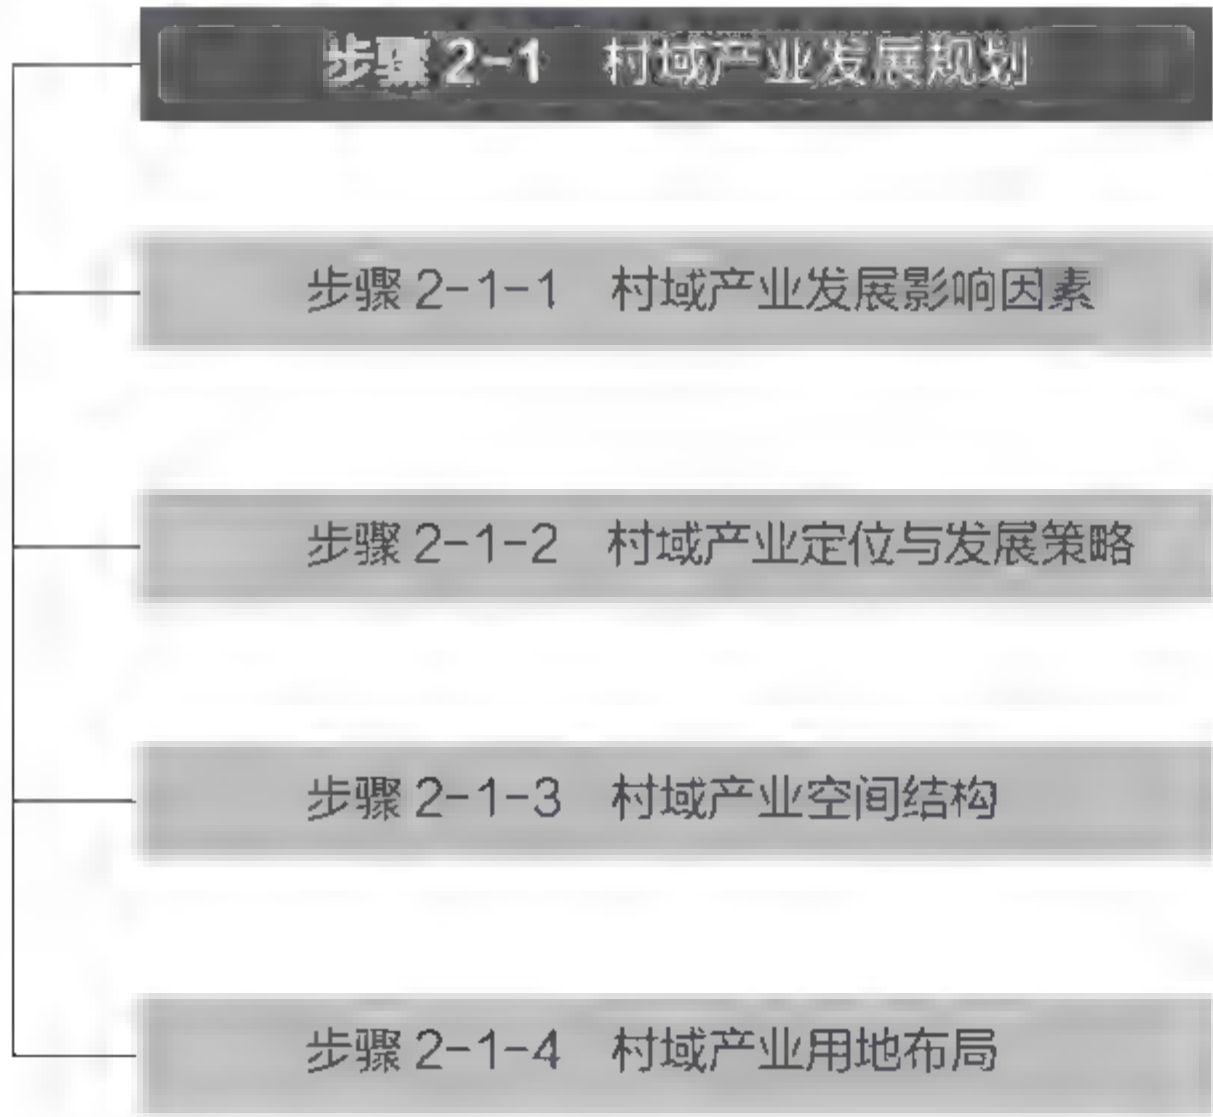 步骤 2-1 村域产业发展规划
步骤 2-1-1 村域产业发展影响因素
步骤 2-1-2 村域产业定位与发展策略
步骤 2-1-3 村域产业空间结构
步骤 2-1-4 村域产业用地布局